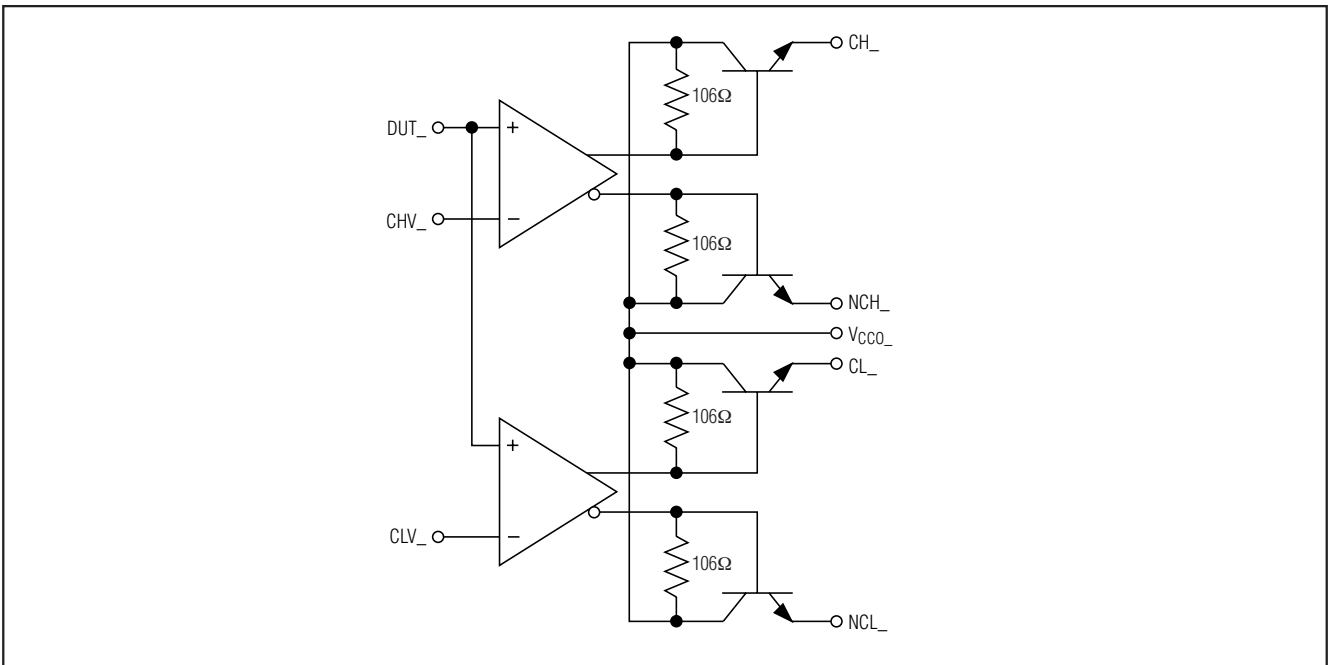 CH_
106Ω
DUT_
+
CHV_
−
106Ω
NCH_
VCCO_
CL_
106Ω
+
CLV_
−
106Ω
NCL_